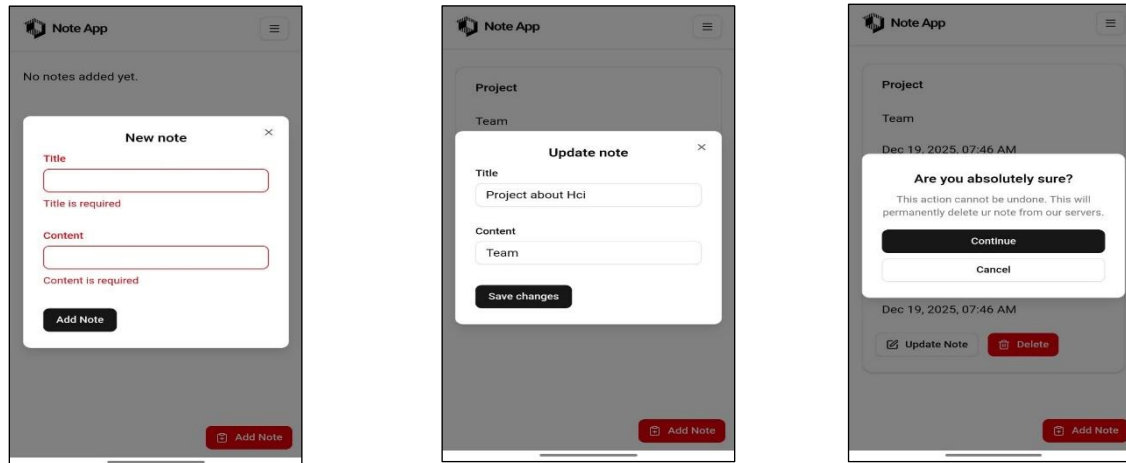 Note App
No notes added yet.
New note
Title
Title is required
Content
Content is required
Add Note
Add Note
Note App
Project
Team
Update note
Title
Project about Hci
Content
Team
Save changes
Add Note
Note App
Project
Team
Dec 19, 2025, 07:46 AM
Are you absolutely sure?
This action cannot be undone. This will
permanently delete ur note from our servers.
Continue
Cancel
Dec 19, 2025, 07:46 AM
Update Note
Delete
Add Note